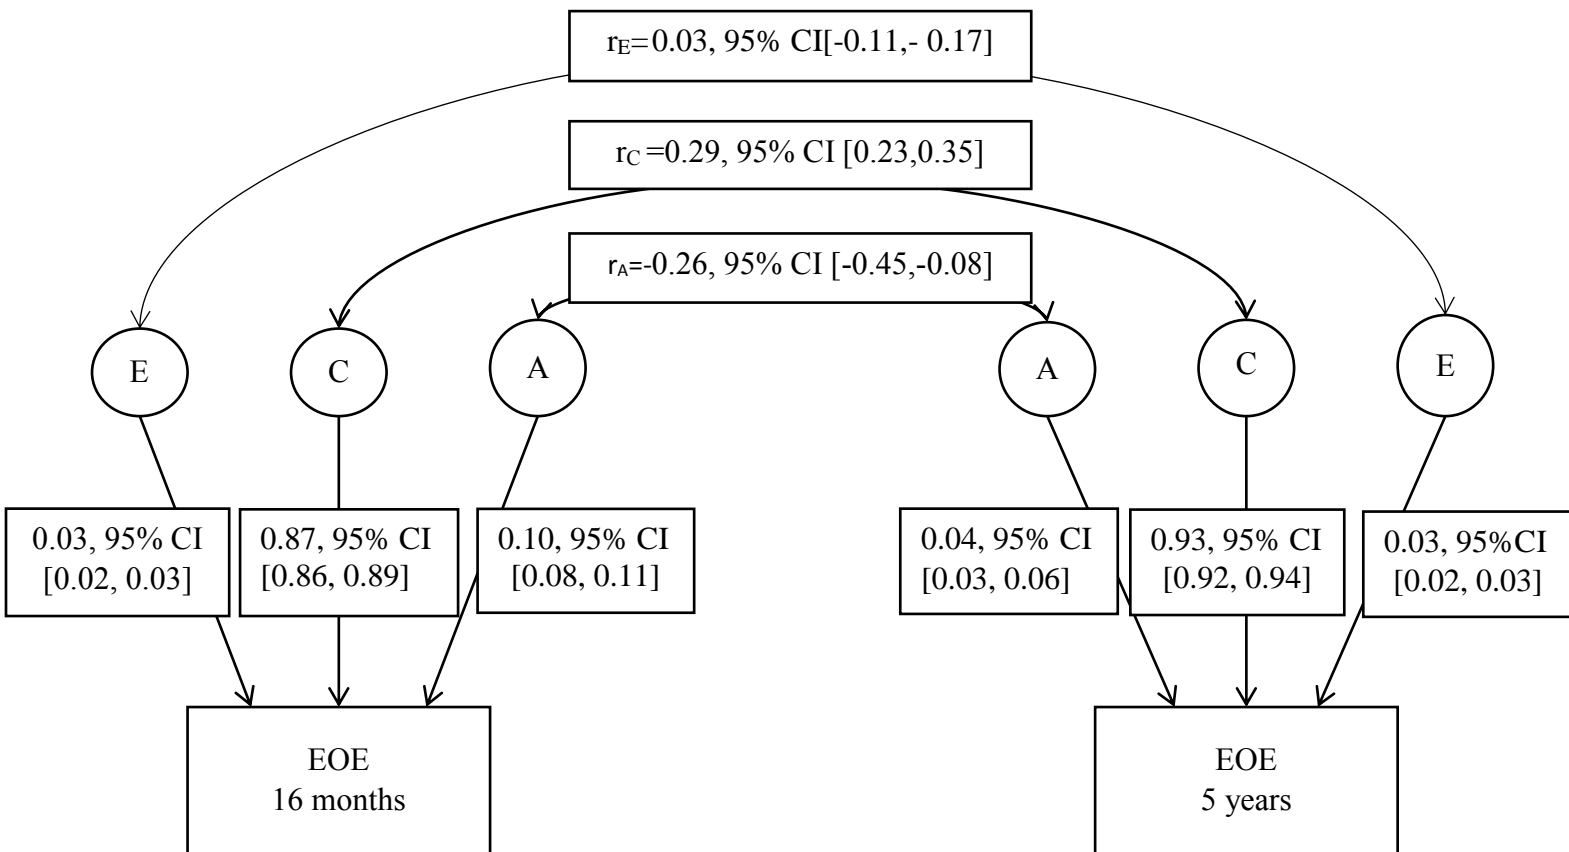 rE=0.03, 95% CI[-0.11,- 0.17]
rC =0.29, 95% CI [0.23,0.35]
rA=-0.26, 95% CI [-0.45,-0.08]
E
C
A
A
C
E
0.03, 95% CI
[0.02, 0.03]
0.87, 95% CI
[0.86, 0.89]
0.10, 95% CI
[0.08, 0.11]
0.04, 95% CI
[0.03, 0.06]
0.93, 95% CI
[0.92, 0.94]
0.03, 95%CI
[0.02, 0.03]
EOE
16 months
EOE
5 years